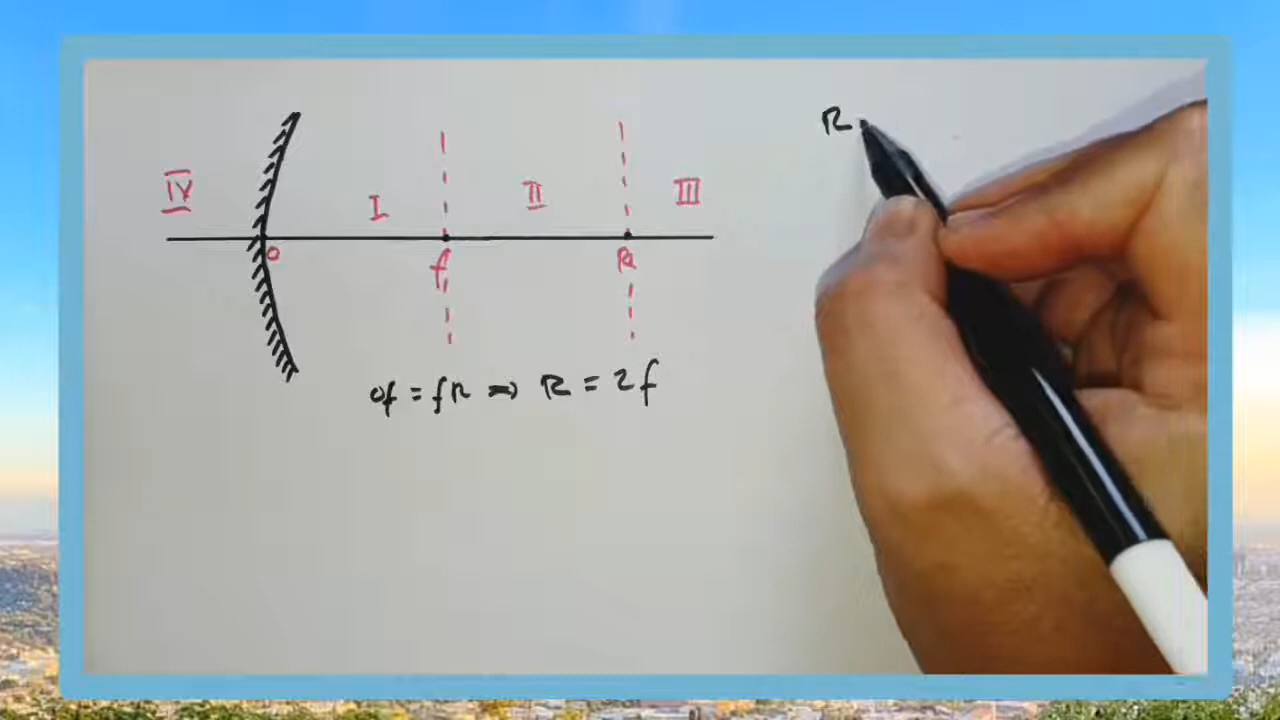 R
IV
I
II
III
O
f
R
of = fR => R = 2f